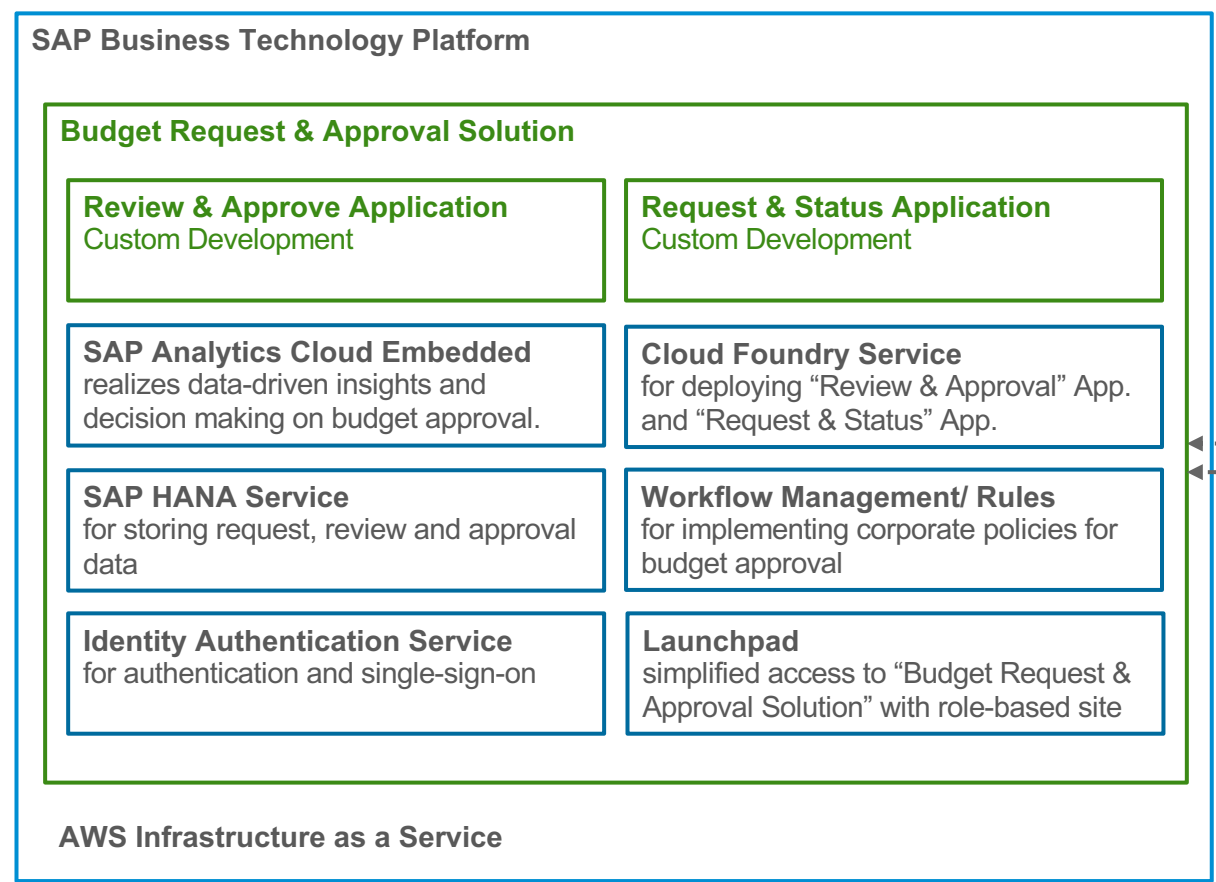 SAP Business Technology Platform
Budget Request & Approval Solution
Review & Approve Application
Custom Development
Request & Status Application
Custom Development
SAP Analytics Cloud Embedded
realizes data-driven insights and
decision making on budget approval.
Cloud Foundry Service
for deploying “Review & Approval” App.
and “Request & Status” App.
SAP HANA Service
for storing request, review and approval
data
Workflow Management/ Rules
for implementing corporate policies for
budget approval
Identity Authentication Service
for authentication and single-sign-on
Launchpad
simplified access to “Budget Request &
Approval Solution” with role-based site
AWS Infrastructure as a Service